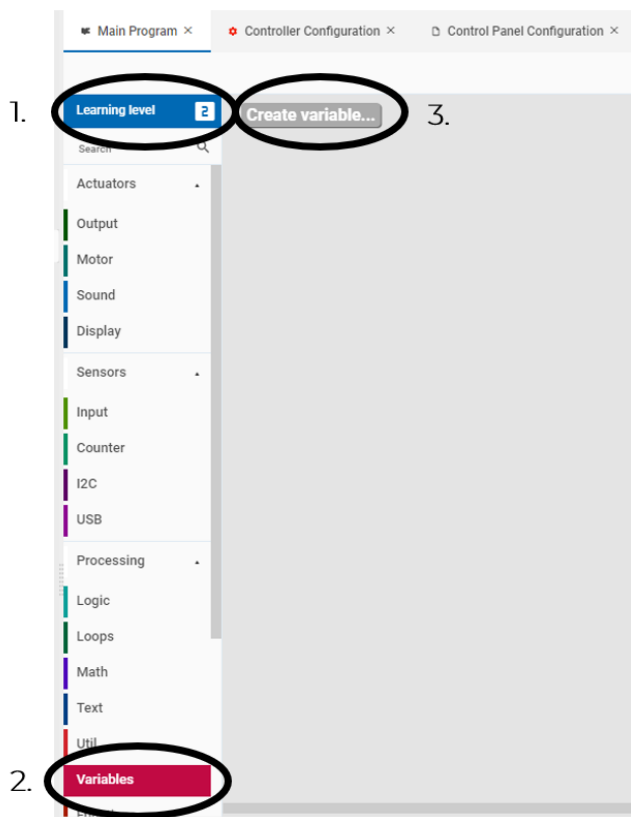 Main Program ×
Controller Configuration ×
Control Panel Configuration ×
1.
Learning level 2
Create variable...
3.
Search
Actuators
Output
Motor
Sound
Display
Sensors
Input
Counter
I2C
USB
Processing
Logic
Loops
Math
Text
Util
2.
Variables